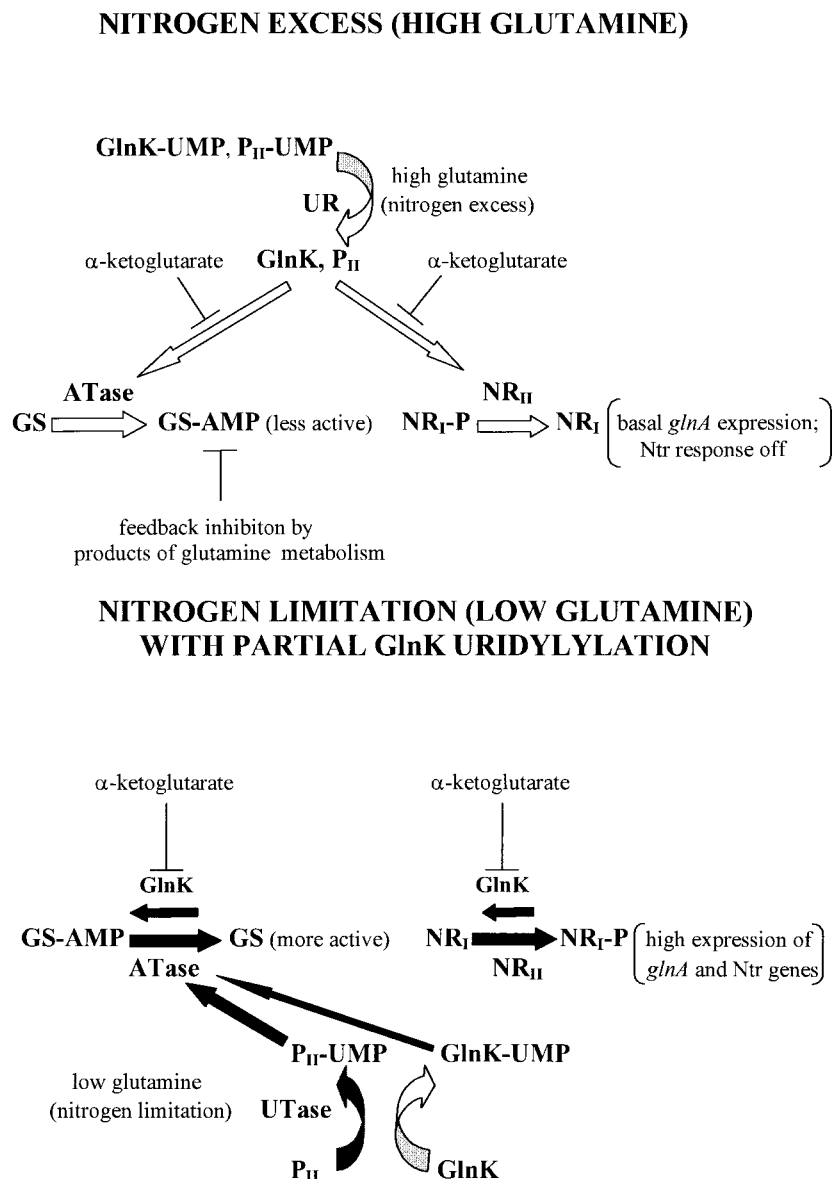 NITROGEN EXCESS (HIGH GLUTAMINE)
GlnK-UMP, PII-UMP
high glutamine
UR (nitrogen excess)
α-ketoglutarate GlnK, PII α-ketoglutarate
ATase NRII
GS GS-AMP (less active) NRI-P NRI basal glnA expression;
Ntr response off
feedback inhibiton by
products of glutamine metabolism
NITROGEN LIMITATION (LOW GLUTAMINE)
WITH PARTIAL GlnK URIDYLYLATION
α-ketoglutarate α-ketoglutarate
GlnK GlnK
GS-AMP GS (more active) NRI NRI-P high expression of
ATase NRII glnA and Ntr genes
PII-UMP GlnK-UMP
low glutamine
(nitrogen limitation) UTase
PII GlnK